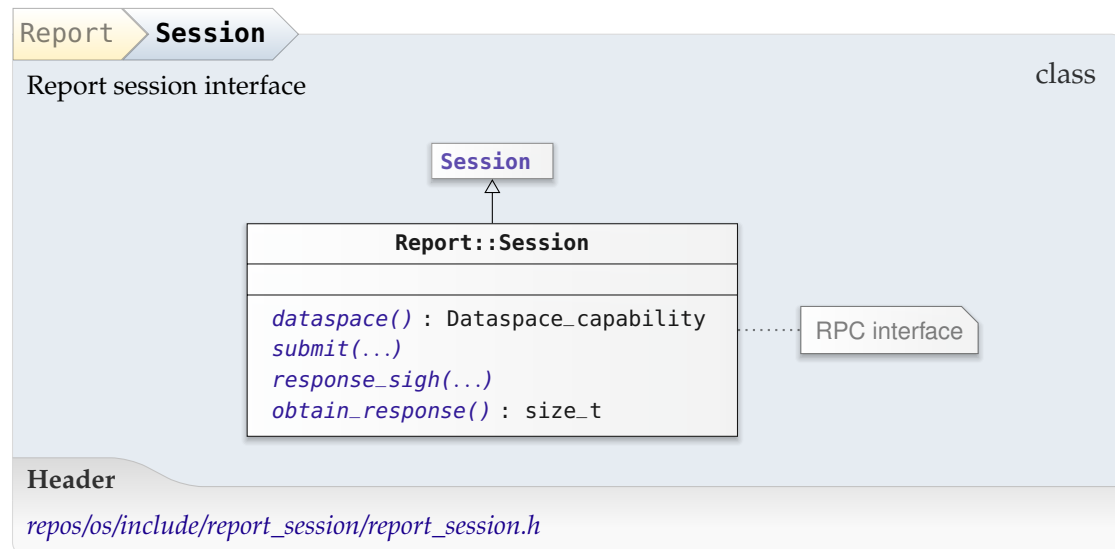 Report Session
Report session interface
class
Session
Report::Session
dataspace() : Dataspace_capability
submit(...)
response_sigh(...)
obtain_response() : size_t
RPC interface
Header
repos/os/include/report_session/report_session.h